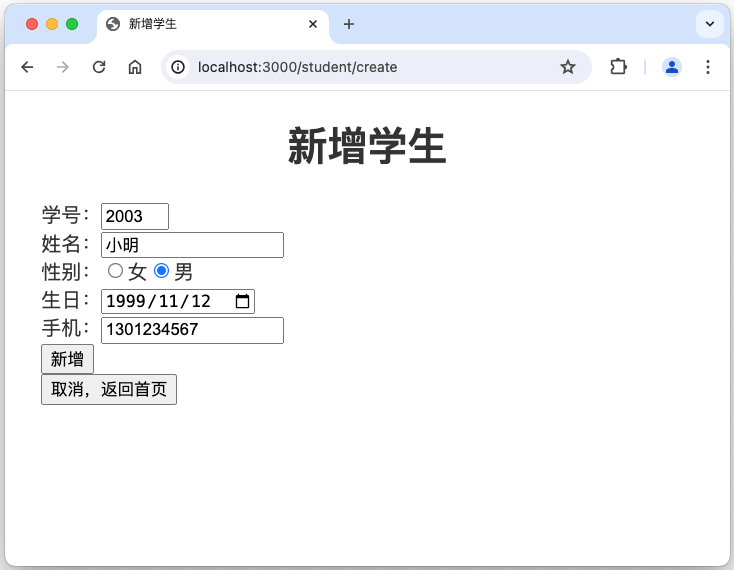 新增学生
localhost:3000/student/create
新增学生
学号：2003
姓名：小明
性别：女 男
生日：1999/11/12
手机：1301234567
新增
取消，返回首页